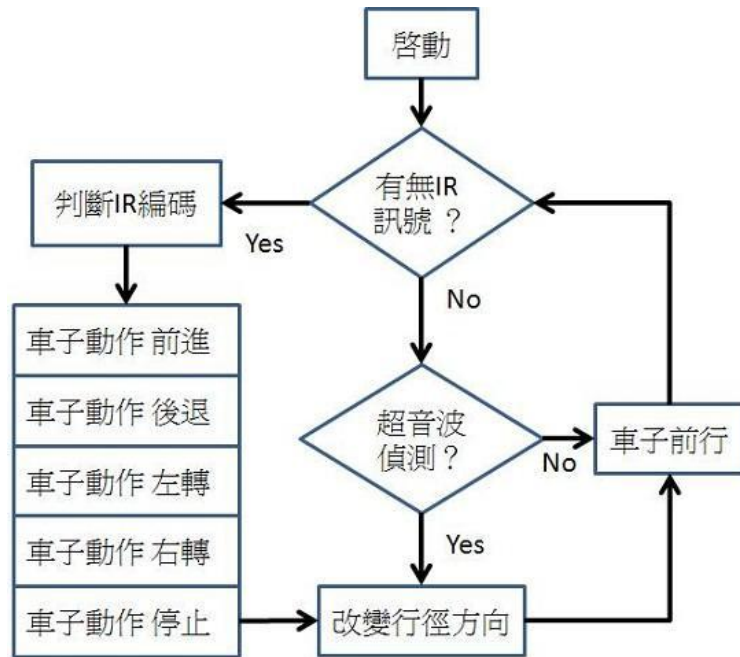 啓動
有無IR
訊號 ?
Yes
No
判斷IR編碼
車子動作 前進
車子動作 後退
車子動作 左轉
車子動作 右轉
車子動作 停止
超音波
偵測 ?
No
Yes
車子前行
改變行徑方向